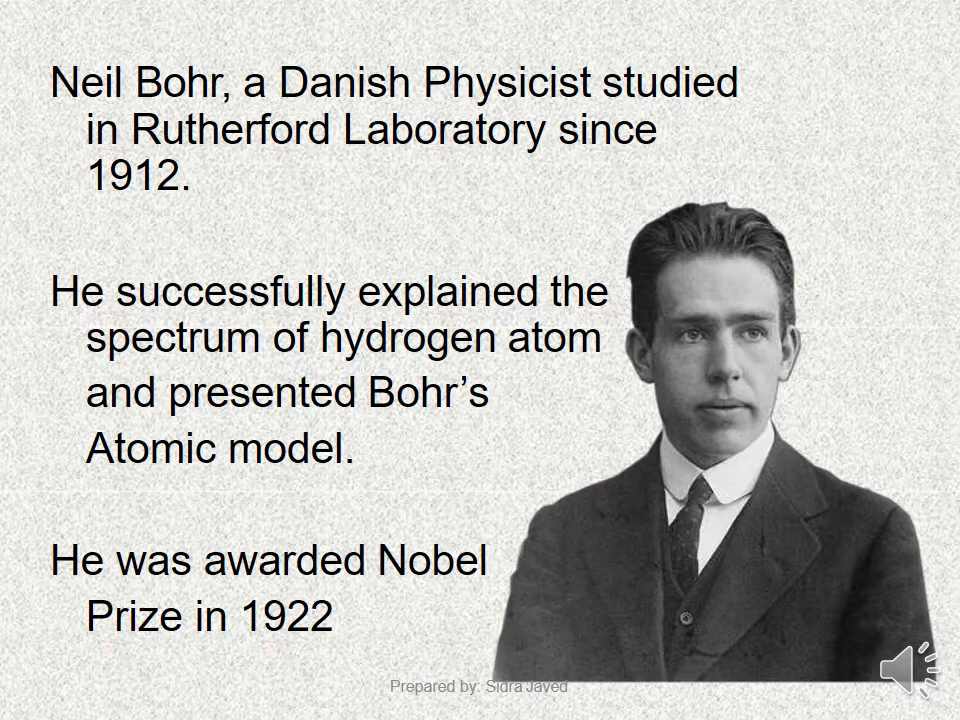 Neil Bohr, a Danish Physicist studied
in Rutherford Laboratory since
1912.
He successfully explained the
spectrum of hydrogen atom
and presented Bohr’s
Atomic model.
He was awarded Nobel
Prize in 1922
Prepared by: Sidra Javed